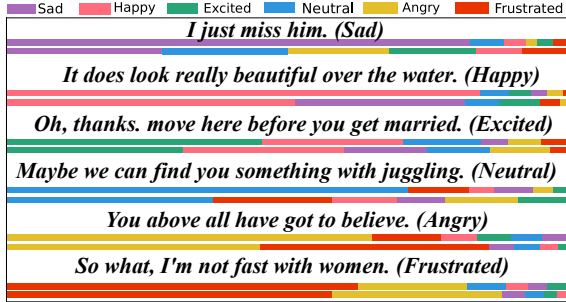 Sad Happy Excited Neutral Angry Frustrated
I just miss him. (Sad)
It does look really beautiful over the water. (Happy)
Oh, thanks. move here before you get married. (Excited)
Maybe we can find you something with juggling. (Neutral)
You above all have got to believe. (Angry)
So what, I'm not fast with women. (Frustrated)